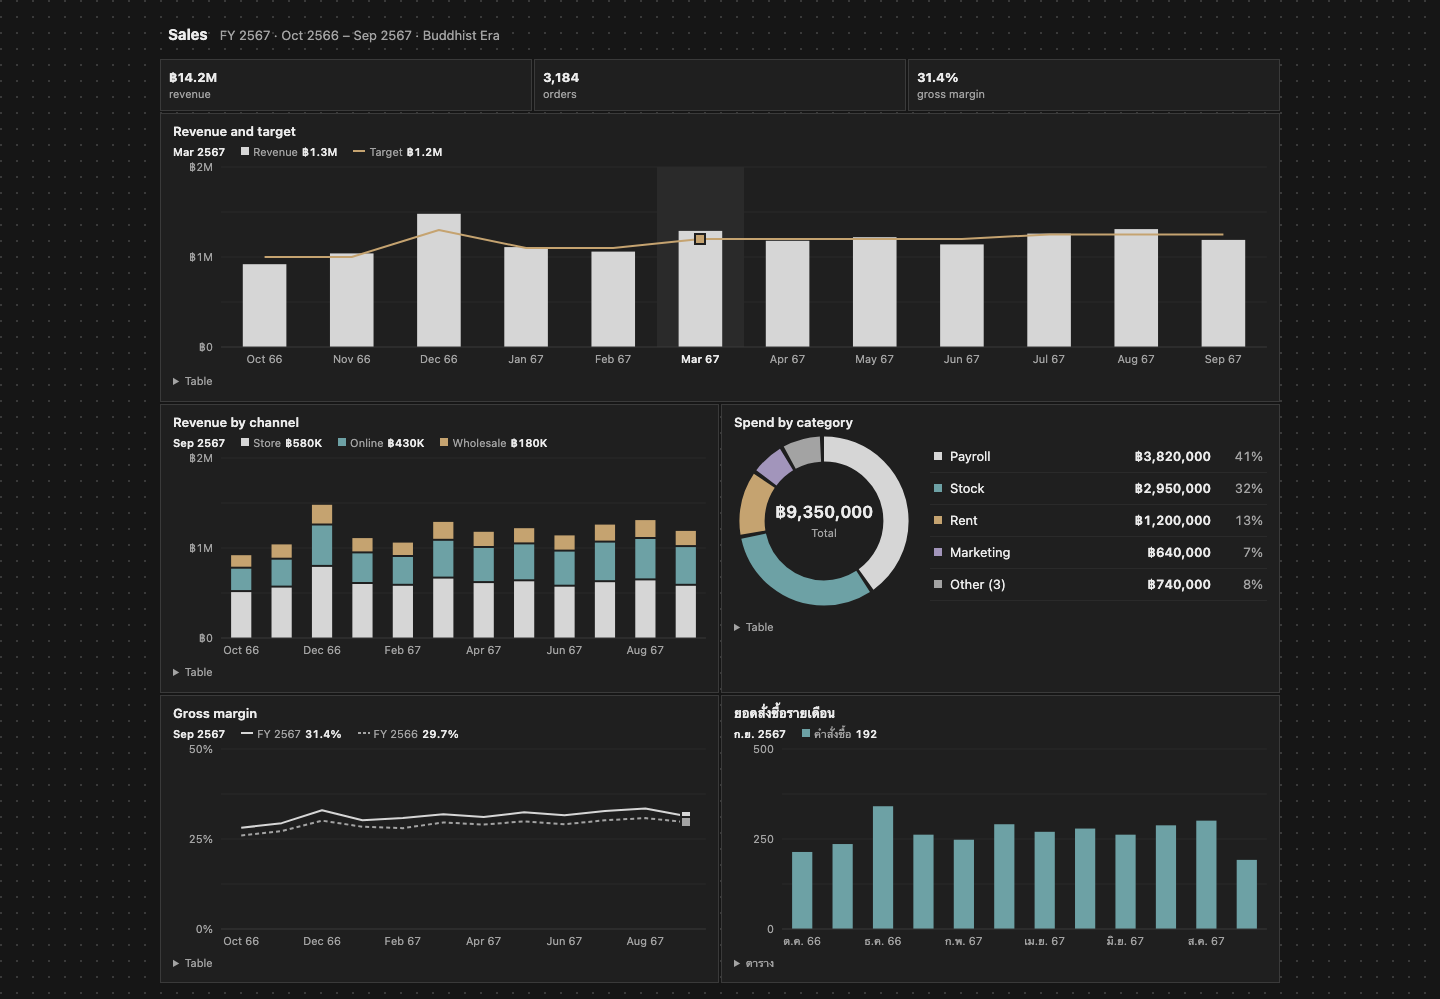 Sales FY 2567 · Oct 2566 – Sep 2567 · Buddhist Era
฿14.2M
revenue
3,184
orders
31.4%
gross margin
Revenue and target
Mar 2567 Revenue ฿1.3M Target ฿1.2M
฿2M
฿1M
฿0
Oct 66 Nov 66 Dec 66 Jan 67 Feb 67 Mar 67 Apr 67 May 67 Jun 67 Jul 67 Aug 67 Sep 67
Table
Revenue by channel
Sep 2567 Store ฿580K Online ฿430K Wholesale ฿180K
฿2M
฿1M
฿0
Oct 66 Dec 66 Feb 67 Apr 67 Jun 67 Aug 67
Table
Spend by category
฿9,350,000
Total
Payroll ฿3,820,000 41%
Stock ฿2,950,000 32%
Rent ฿1,200,000 13%
Marketing ฿640,000 7%
Other (3) ฿740,000 8%
Table
Gross margin
Sep 2567 FY 2567 31.4% FY 2566 29.7%
50%
25%
0%
Oct 66 Dec 66 Feb 67 Apr 67 Jun 67 Aug 67
Table
ยอดสั่งซื้อรายเดือน
ก.ย. 2567 คำสั่งซื้อ 192
500
250
0
ต.ค. 66 ธ.ค. 66 ก.พ. 67 เม.ย. 67 มิ.ย. 67 ส.ค. 67
ตาราง